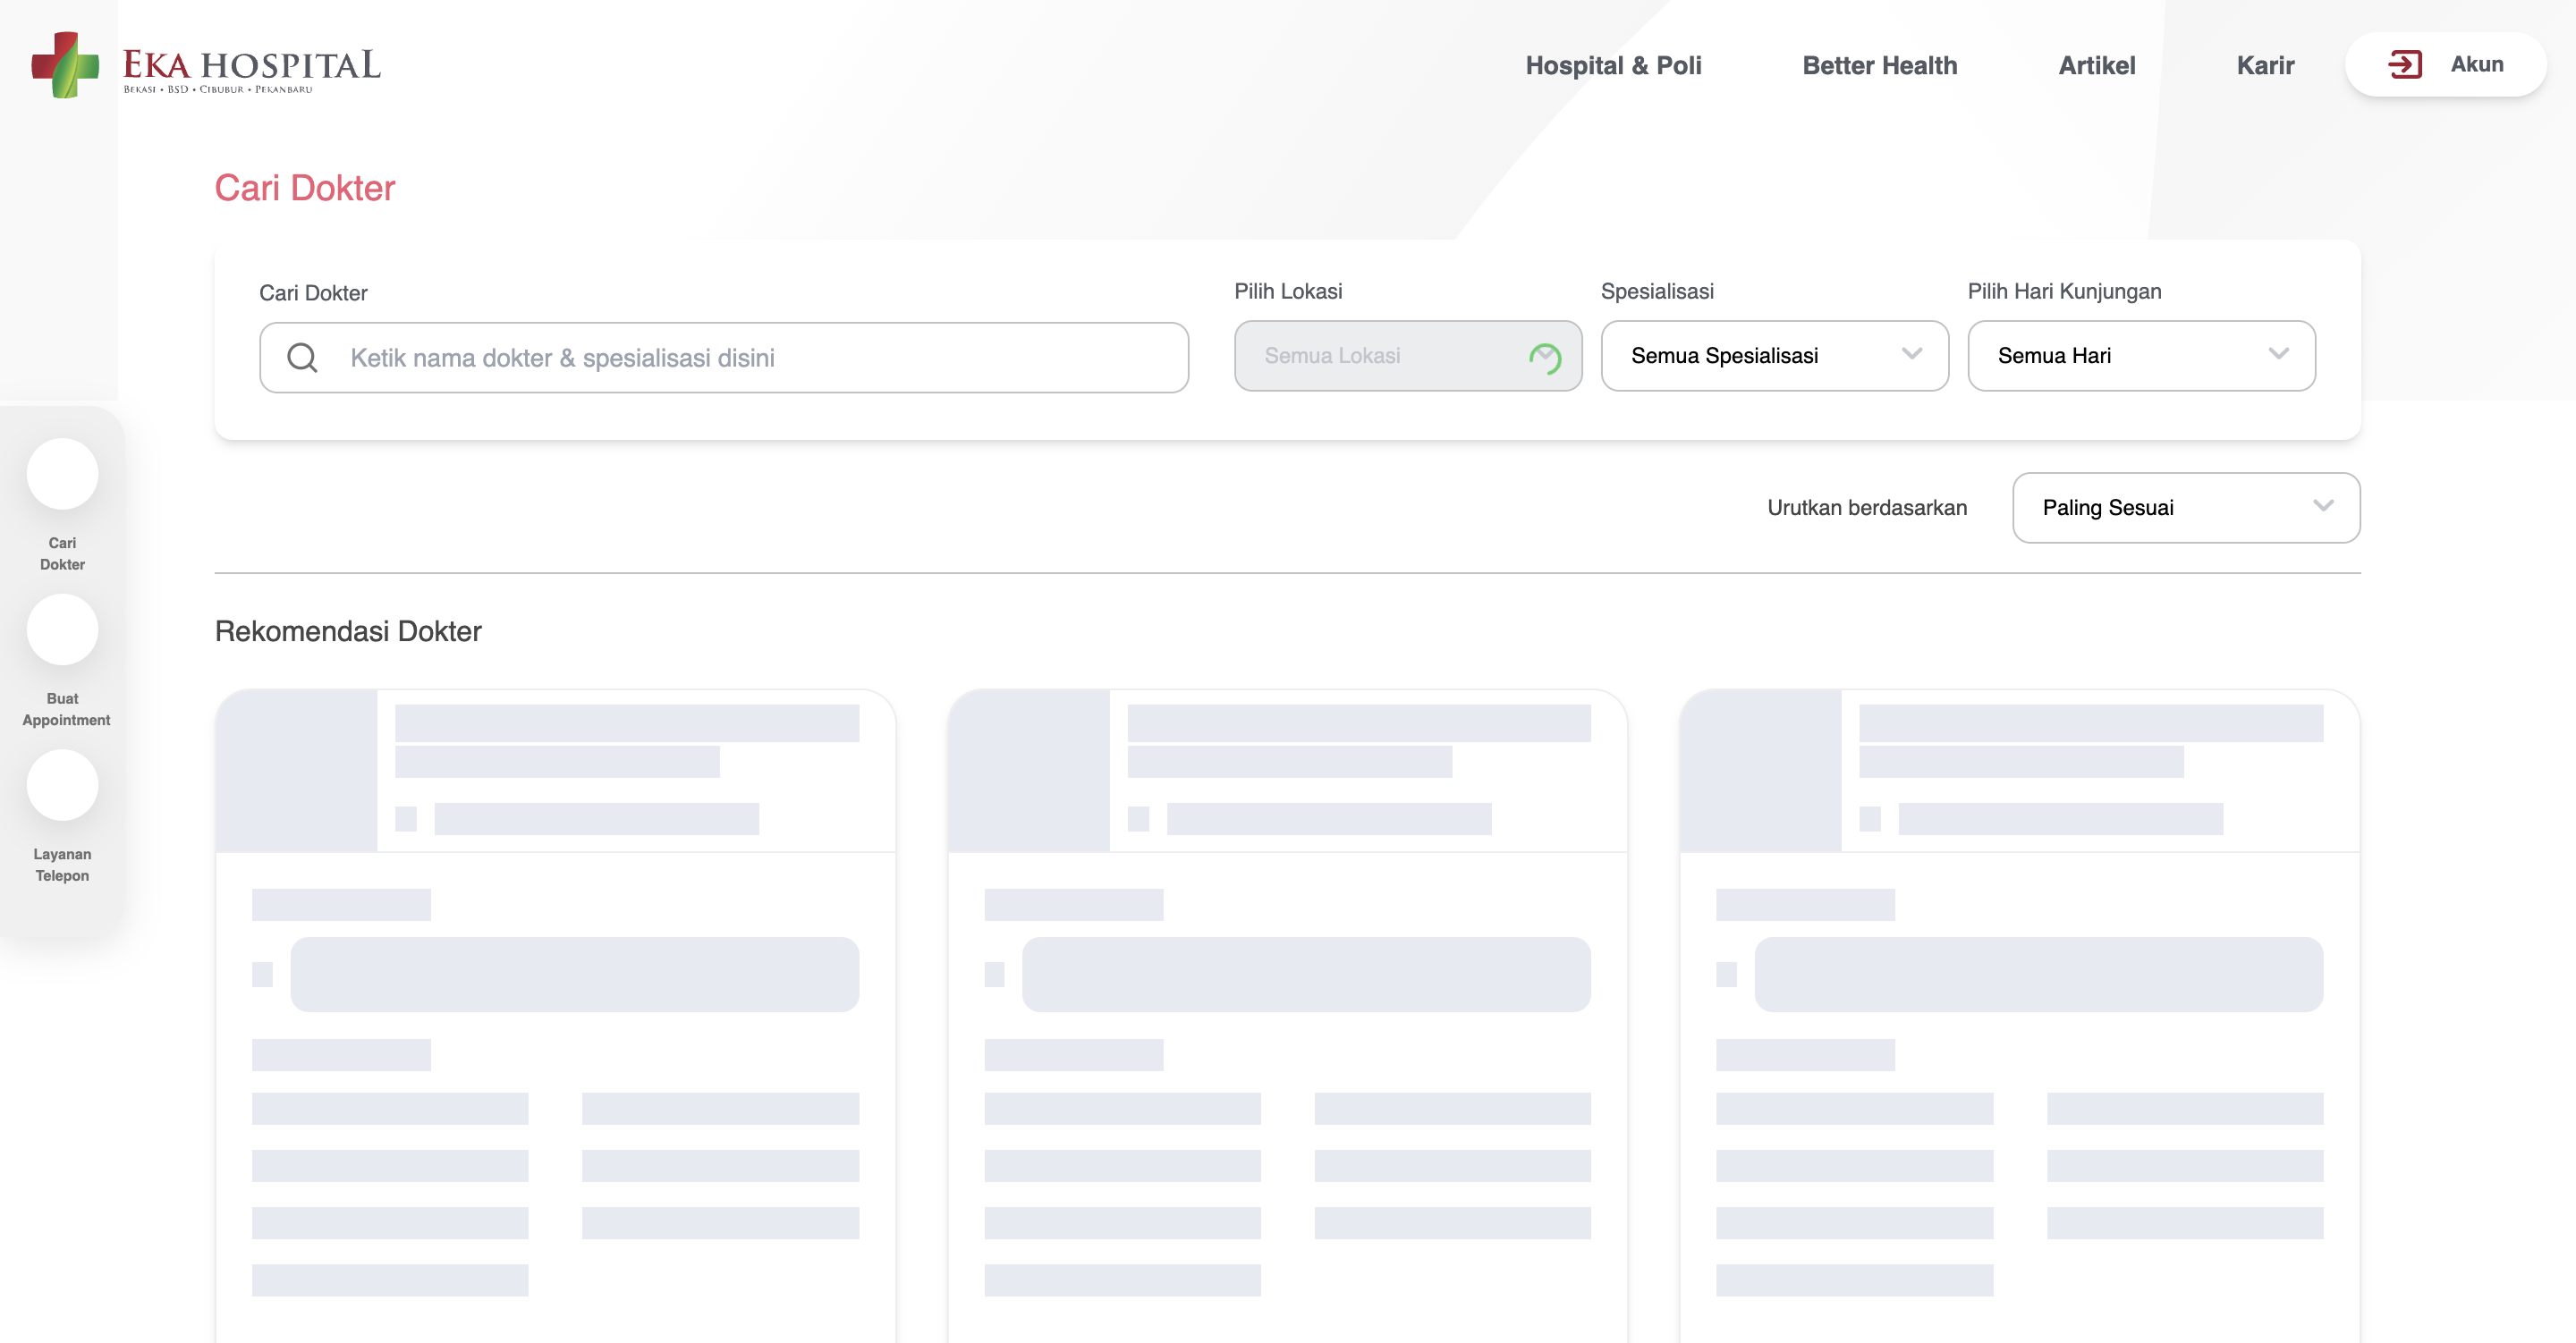 EKA HOSPITAL
BEKASI • BSD • CIBUBUR • PEKANBARU
Hospital & Poli
Better Health
Artikel
Karir
Akun
Cari Dokter
Cari Dokter
Ketik nama dokter & spesialisasi disini
Pilih Lokasi
Semua Lokasi
Spesialisasi
Semua Spesialisasi
Pilih Hari Kunjungan
Semua Hari
Cari
Dokter
Buat
Appointment
Layanan
Telepon
Urutkan berdasarkan
Paling Sesuai
Rekomendasi Dokter